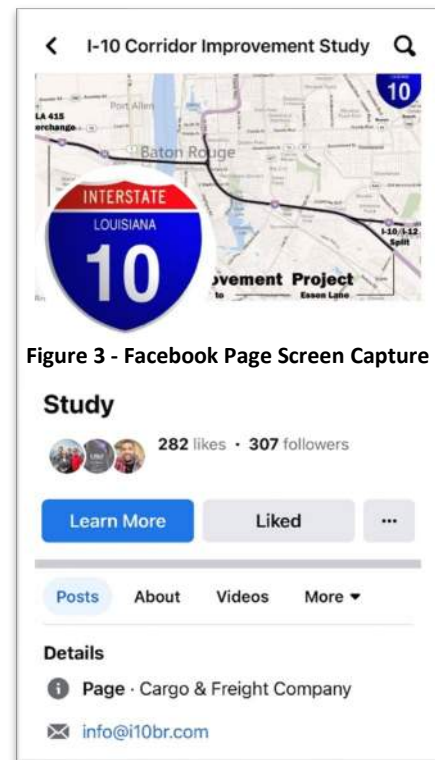 I-10 Corridor Improvement Study
10
Port Allen
LA 415
erchange
Baton Rouge
INTERSTATE
LOUISIANA
10
I-10/I-12
Split
ovement Project
to Essen Lane
Figure 3 - Facebook Page Screen Capture
Study
282 likes · 307 followers
Learn More
Liked
...
Posts
About
Videos
More
Details
Page · Cargo & Freight Company
info@i10br.com